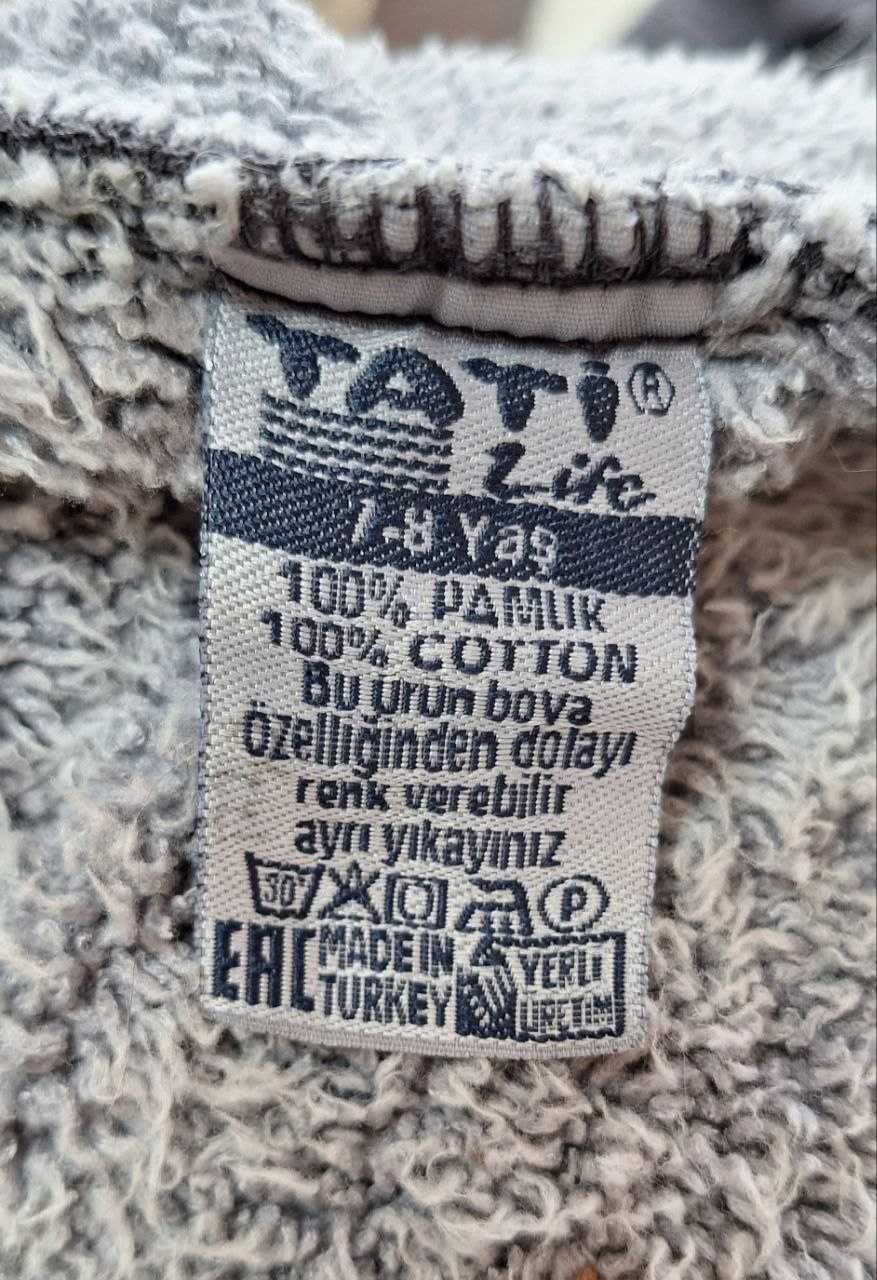 TATi®
Life
7-8 Yaş
100% PAMUK
100% COTTON
Bu ürün boya
özelliğinden dolayı
renk verebilir
ayrı yıkayınız
30° P
EAC MADE IN TURKEY YERLİ ÜRETİM